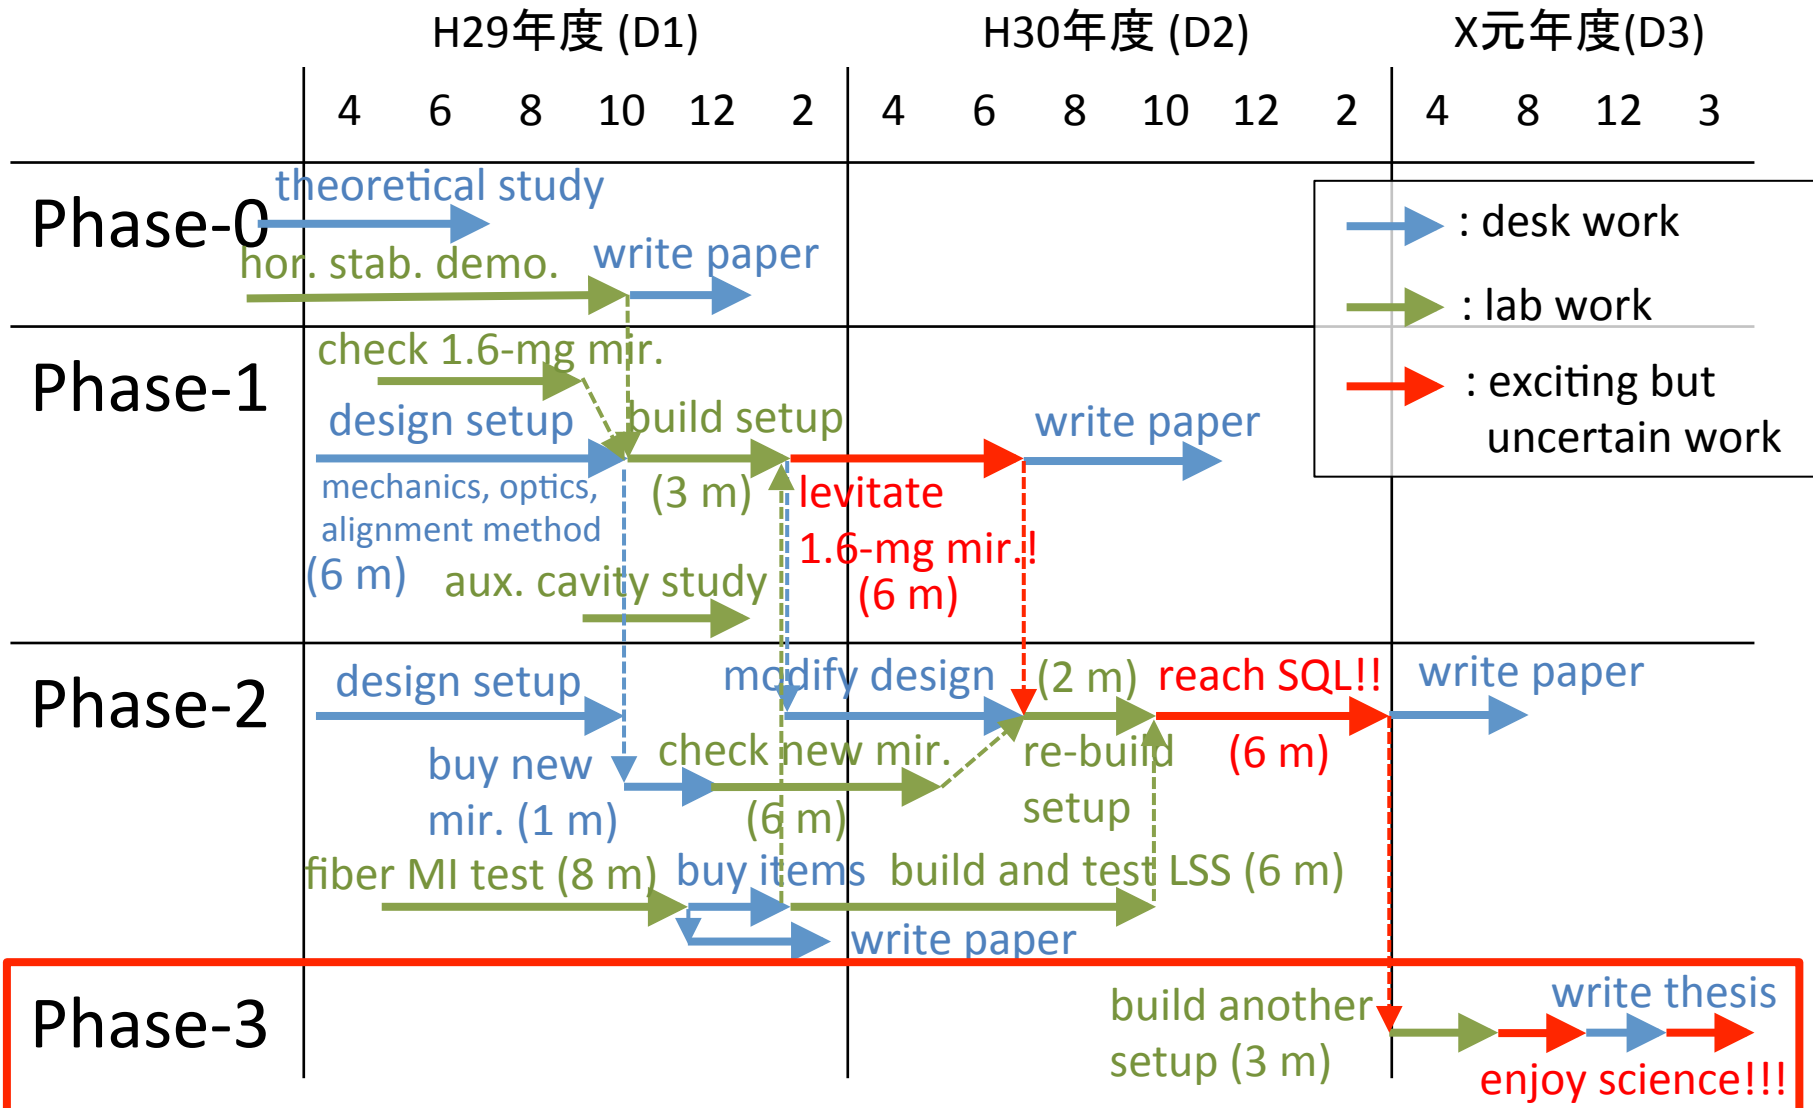 H29年度 (D1)
H30年度 (D2)
X元年度(D3)
4 6 8 10 12 2 4 6 8 10 12 2 4 8 12 3
Phase-0
theoretical study
hor. stab. demo.
write paper
: desk work
: lab work
: exciting but
uncertain work
Phase-1
check 1.6-mg mir.
design setup
mechanics, optics,
alignment method
(6 m)
build setup
(3 m)
levitate
1.6-mg mir.!
(6 m)
write paper
aux. cavity study
Phase-2
design setup
modify design
(2 m)
reach SQL!!
(6 m)
write paper
buy new
mir. (1 m)
check new mir.
(6 m)
re-build
setup
fiber MI test (8 m)
buy items
build and test LSS (6 m)
write paper
Phase-3
build another
setup (3 m)
write thesis
enjoy science!!!